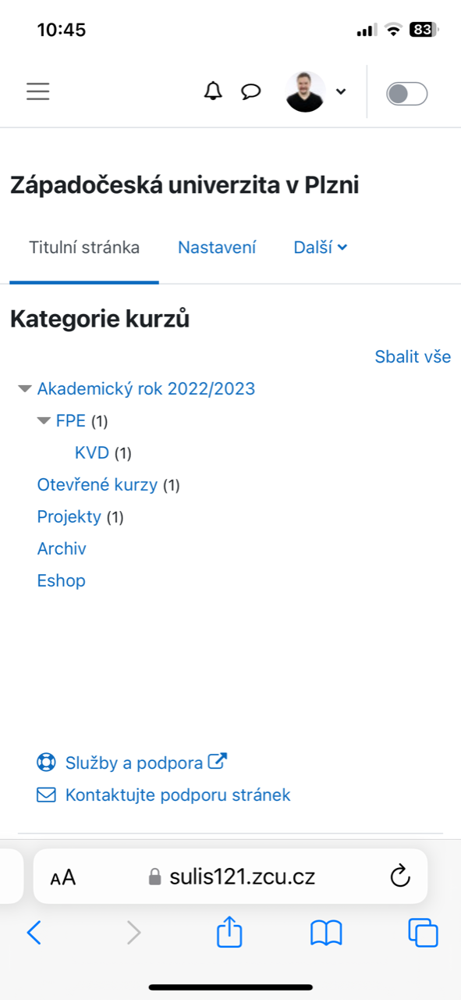 10:45
83
Západočeská univerzita v Plzni
Titulní stránka Nastavení Další
Kategorie kurzů
Sbalit vše
Akademický rok 2022/2023
FPE (1)
KVD (1)
Otevřené kurzy (1)
Projekty (1)
Archiv
Eshop
Služby a podpora
Kontaktujte podporu stránek
AA sulis121.zcu.cz